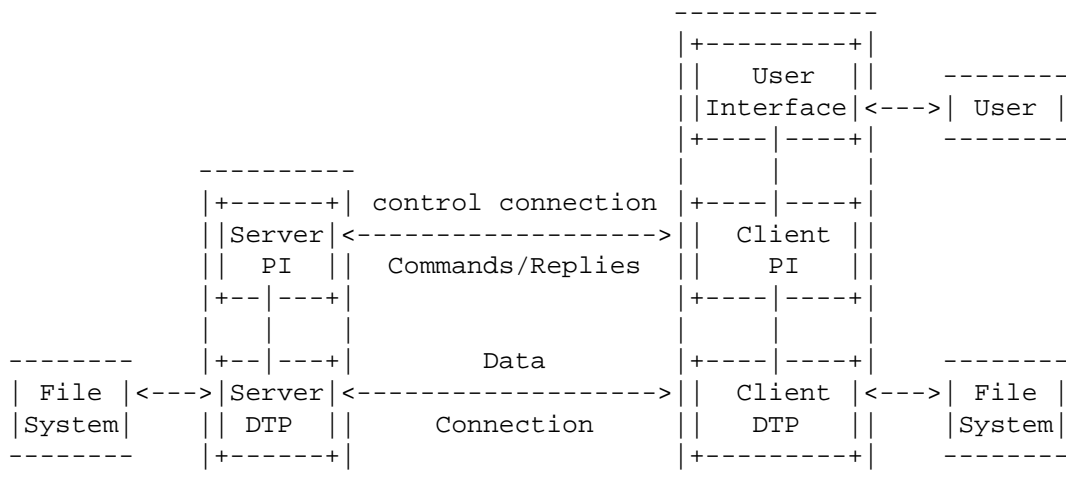 User
Interface<--->| User |
control connection
Server<------------------->Client
PI Commands/Replies PI
Data
File <--->Server<------------------->Client<--->File
System DTP Connection DTP System